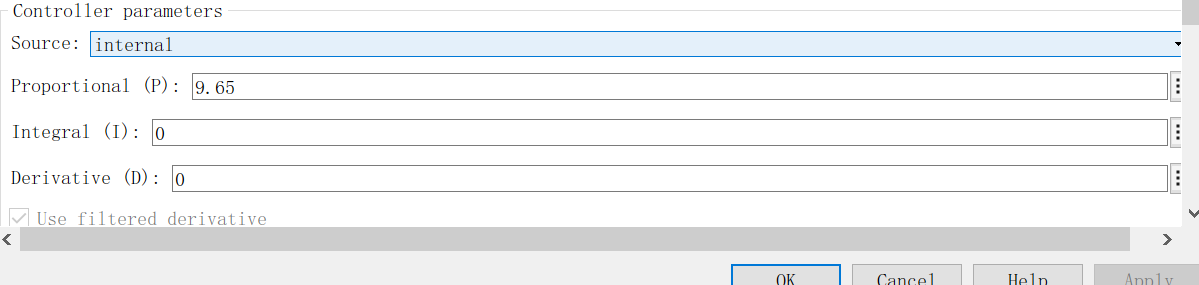 Controller parameters
Source: internal
Proportional (P): 9.65
Integral (I): 0
Derivative (D): 0
Use filtered derivative
OK Cancel Help Apply